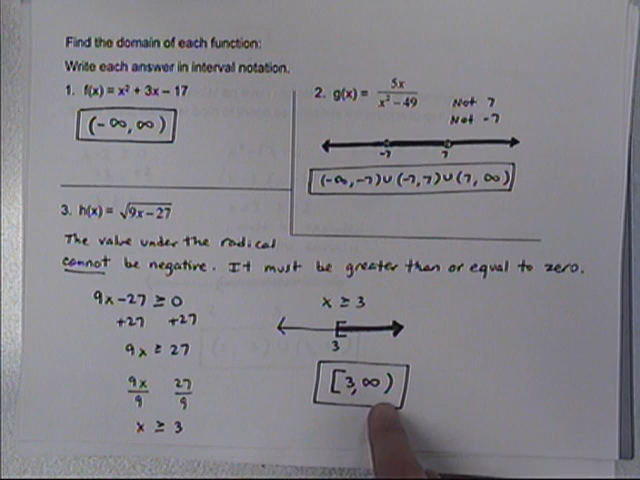 Find the domain of each function:
Write each answer in interval notation.
1. f(x) = x² + 3x – 17
(-∞, ∞)
2. g(x) = 5x / x² – 49
Not 7
Not -7
-7 7
(-∞, -7) ∪ (-7, 7) ∪ (7, ∞)
3. h(x) = √9x – 27
The value under the radical
cannot be negative. It must be greater than or equal to zero.
9x - 27 ≥ 0
+27 +27
9x ≥ 27
9x/9 27/9
x ≥ 3
x ≥ 3
[
3
[3, ∞)